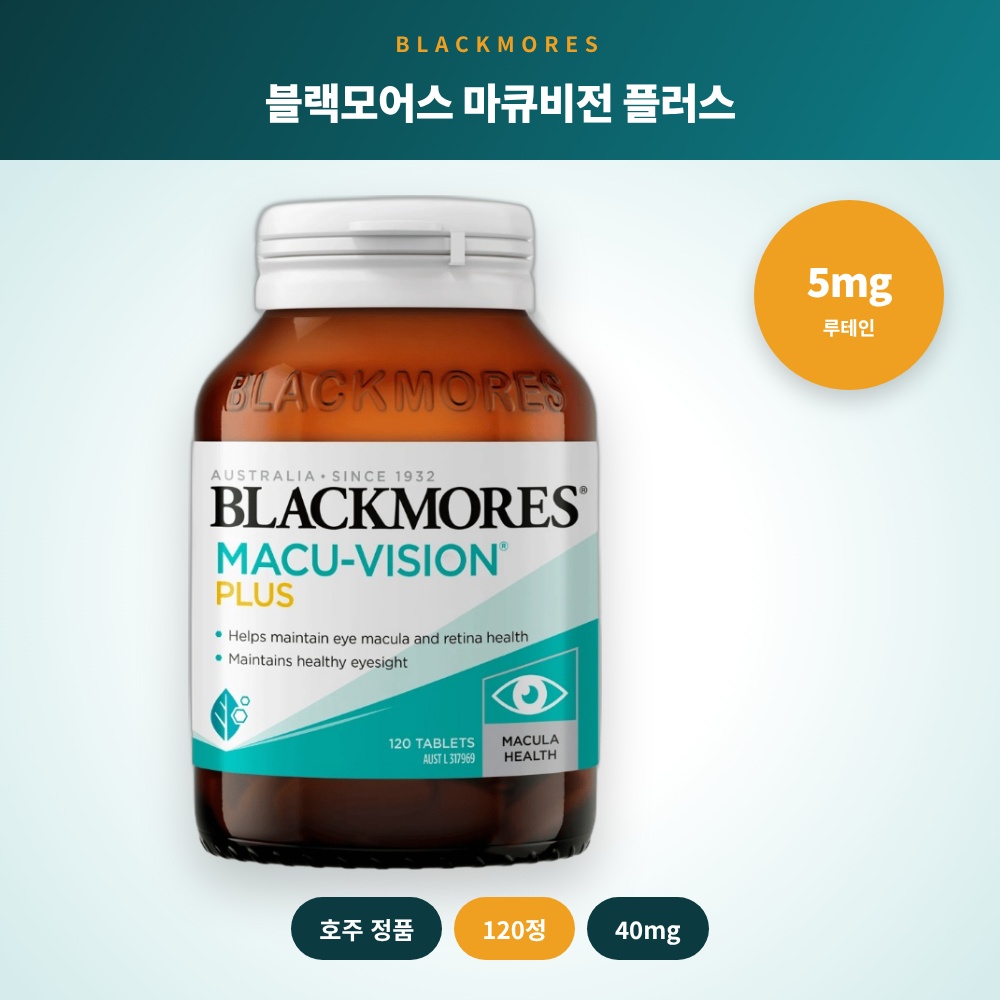 BLACKMORES
블랙모어스 마큐비전 플러스
5mg
루테인
BLACKMORES
AUSTRALIA • SINCE 1932
BLACKMORES®
MACU-VISION®
PLUS
• Helps maintain eye macula and retina health
• Maintains healthy eyesight
120 TABLETS
AUST L 317969
MACULA
HEALTH
호주 정품
120정
40mg